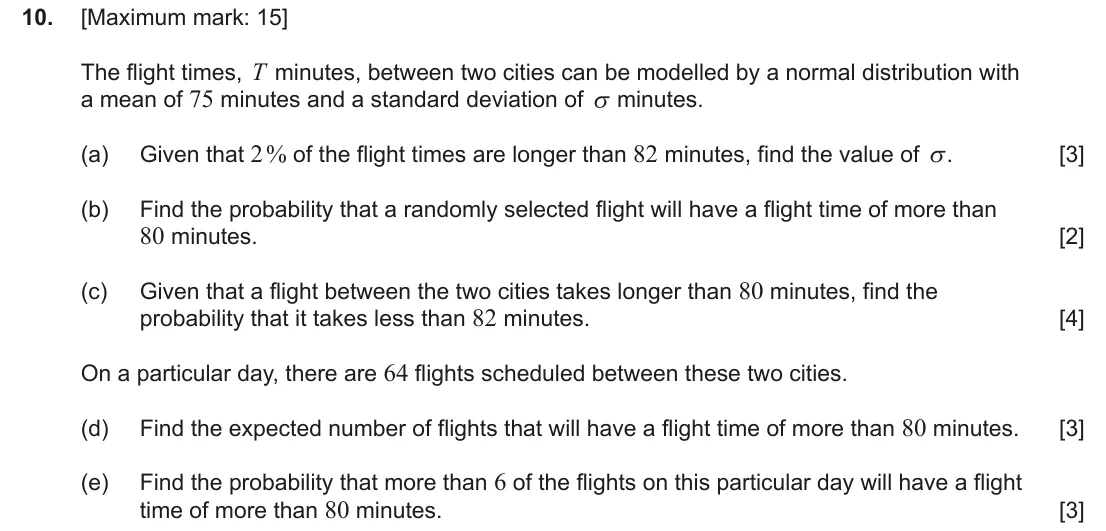 10. [Maximum mark: 15]
The flight times, T minutes, between two cities can be modelled by a normal distribution with
a mean of 75 minutes and a standard deviation of σ minutes.
(a) Given that 2% of the flight times are longer than 82 minutes, find the value of σ. [3]
(b) Find the probability that a randomly selected flight will have a flight time of more than
80 minutes. [2]
(c) Given that a flight between the two cities takes longer than 80 minutes, find the
probability that it takes less than 82 minutes. [4]
On a particular day, there are 64 flights scheduled between these two cities.
(d) Find the expected number of flights that will have a flight time of more than 80 minutes. [3]
(e) Find the probability that more than 6 of the flights on this particular day will have a flight
time of more than 80 minutes. [3]